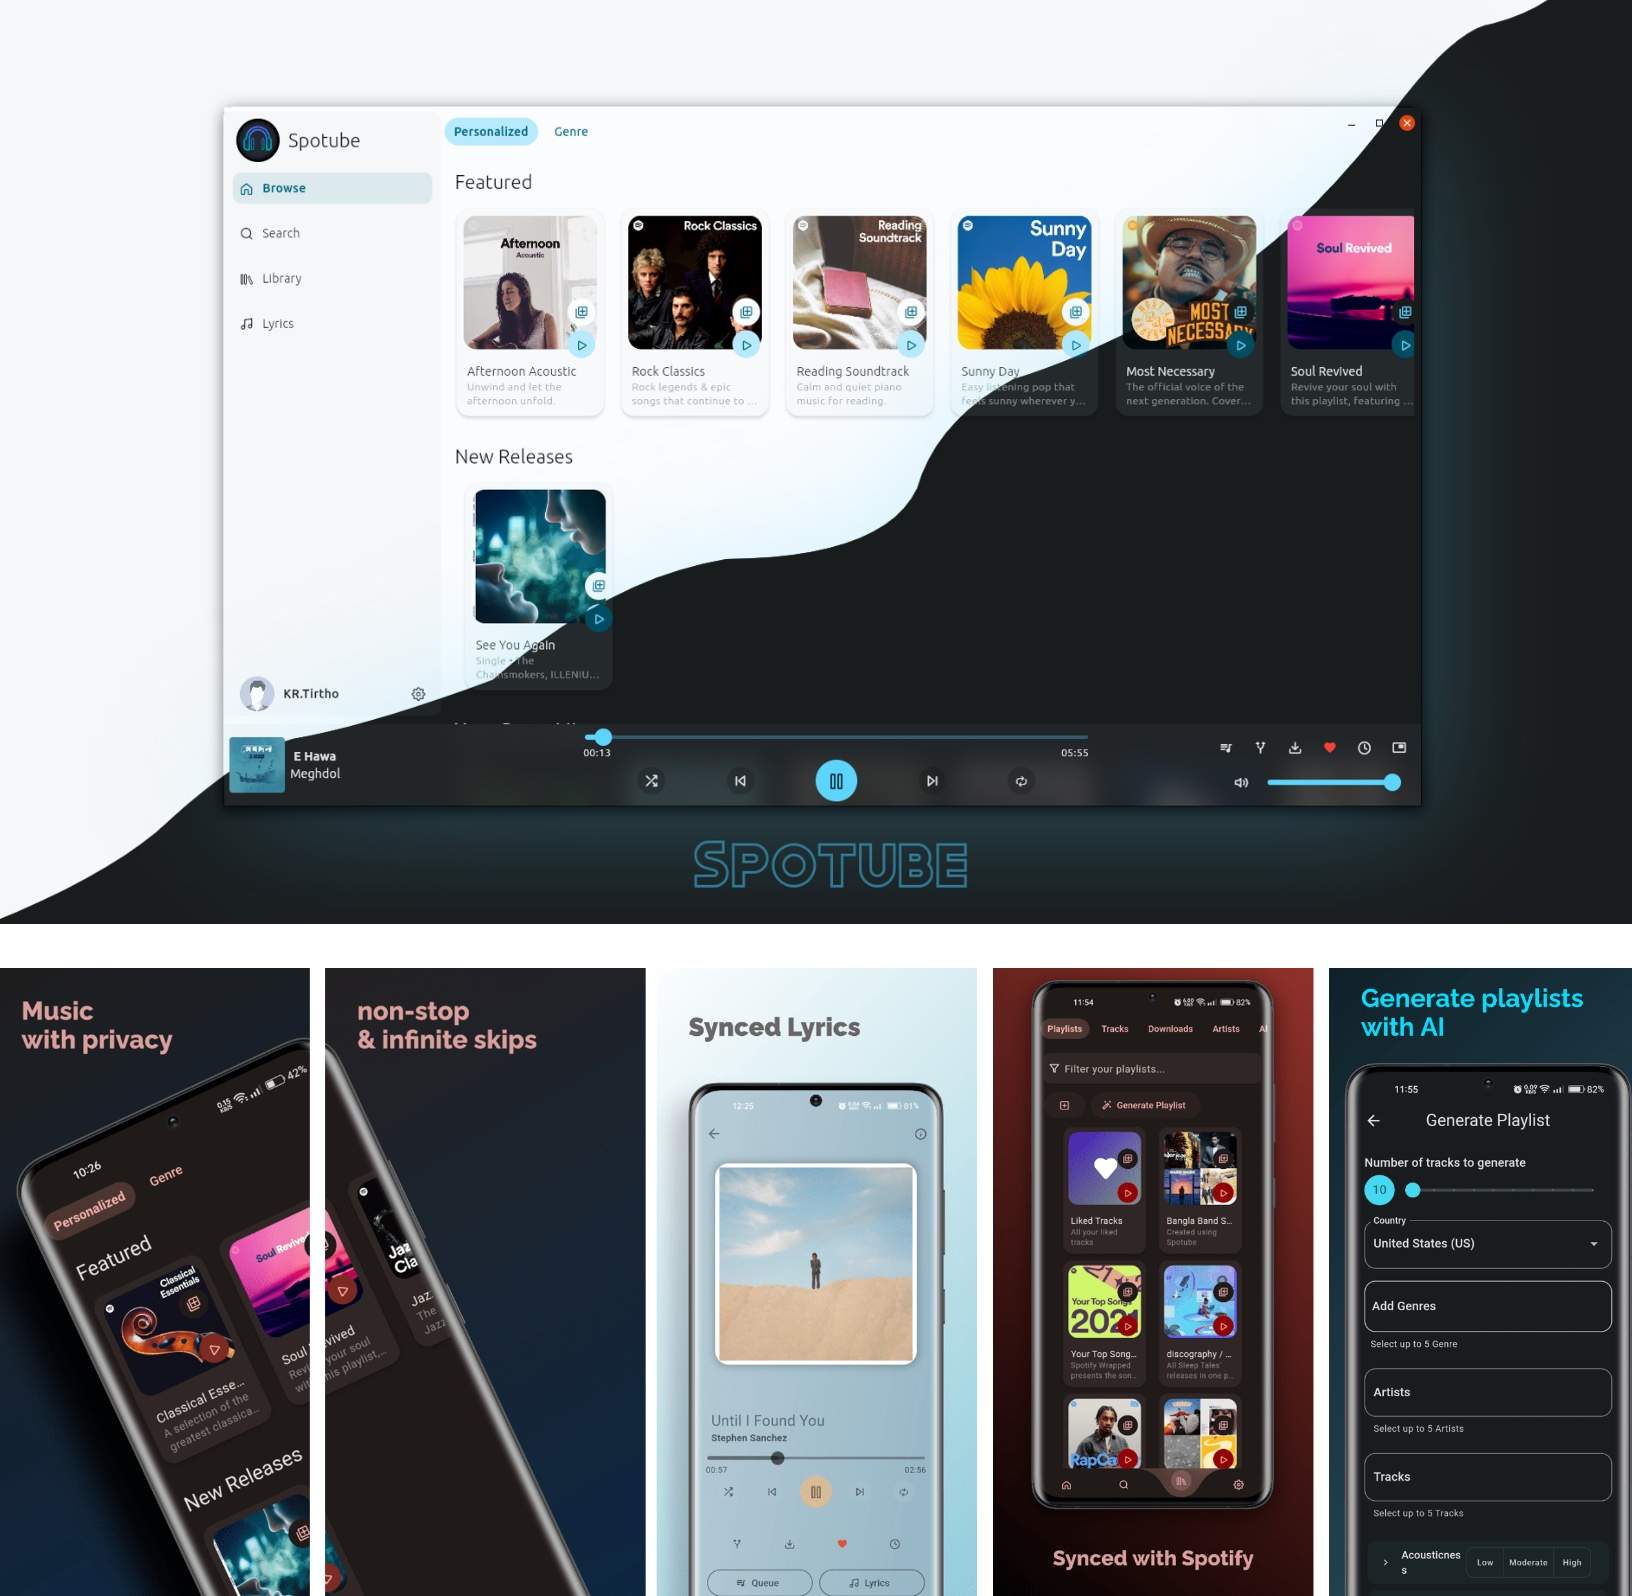 Spotube
Personalized
Genre
Browse
Search
Library
Lyrics
Featured
Afternoon
Acoustic
Afternoon Acoustic
Unwind and let the
afternoon unfold.
Rock Classics
Rock Classics
Rock legends & epic
songs that continue to ...
Reading
Soundtrack
Reading Soundtrack
Calm and quiet piano
music for reading.
Sunny
Day
Sunny Day
Easy listening pop that
feels sunny wherever y...
MOST
NECESSARY
Most Necessary
The official voice of the
next generation. Cover...
Soul Revived
Soul Revived
Revive your soul with
this playlist, featuring ...
New Releases
See You Again
Single • The
Chainsmokers, ILLENIU...
KR.Tirtho
E Hawa
Meghdol
00:13
05:55
SPOTUBE
Music
with privacy
10:26
42%
Personalized
Genre
Featured
Classical
Essentials
Classical Esse...
A selection of the
greatest classica...
Soul Revived
Soul Revived
Revive your soul
with this playlist,...
New Releases
non-stop
& infinite skips
Jaz
Cla
Jaz
The
Jazz
Synced Lyrics
12:25
81%
Until I Found You
Stephen Sanchez
00:57
02:56
Queue
Lyrics
11:54
82%
Playlists
Tracks
Downloads
Artists
Al
Filter your playlists...
Generate Playlist
Liked Tracks
All your liked
tracks
Bangla Band S...
Created using
Spotube
Your Top Songs
2021
Your Top Song...
Spotify Wrapped
presents the son...
discography / ...
All Sleep Tales'
releases in one p...
RapCa
Synced with Spotify
Generate playlists
with AI
11:55
82%
Generate Playlist
Number of tracks to generate
10
Country
United States (US)
Add Genres
Select up to 5 Genre
Artists
Select up to 5 Artists
Tracks
Select up to 5 Tracks
Acousticnes
s
Low
Moderate
High